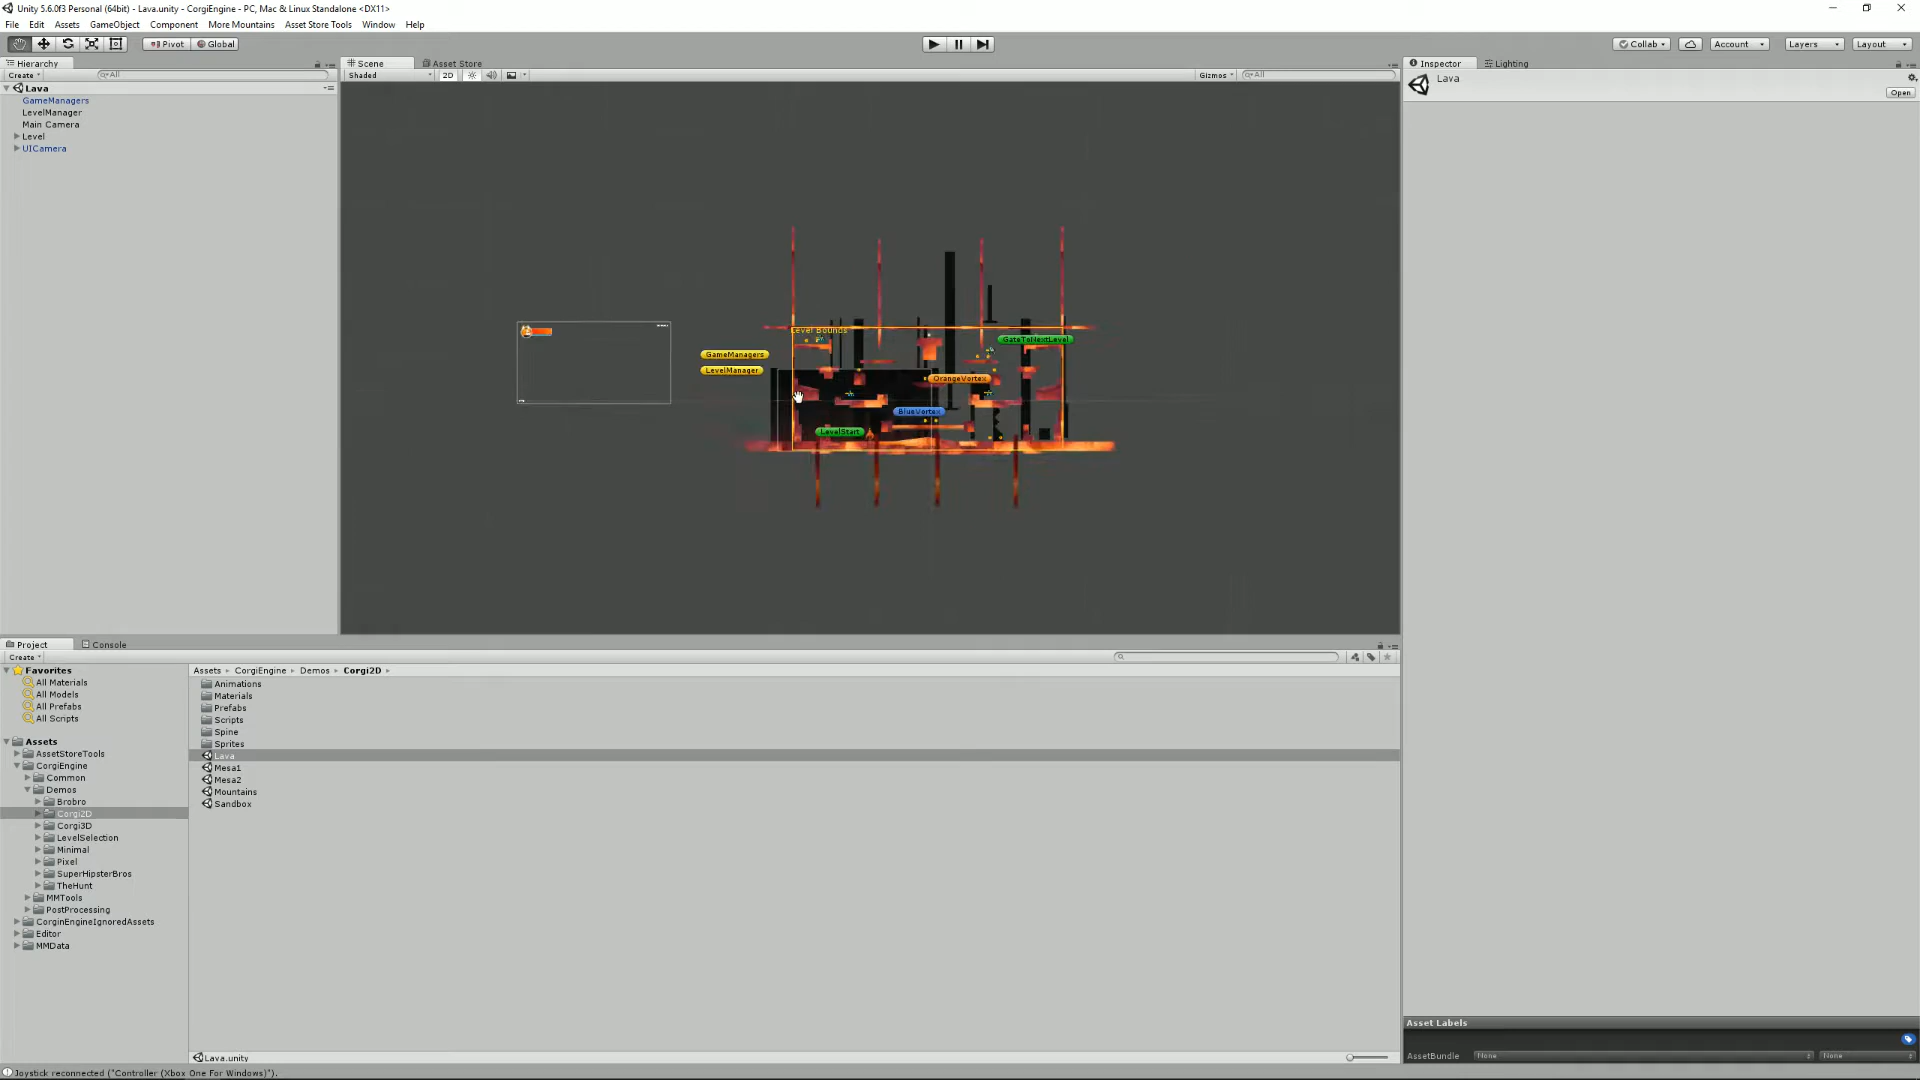 Unity 5.6.0f3 Personal (64bit) - Lava.unity - CorgiEngine - PC, Mac & Linux Standalone <DX11>
File Edit Assets GameObject Component More Mountains Asset Store Tools Window Help
Pivot Global Collab Account Layers Layout
Hierarchy Scene Asset Store Inspector Lighting
Create All Shaded 2D Gizmos All Lava
Lava Open
GameManagers
LevelManager
Main Camera
Level
UICamera
Level Bounds
GateToNextLevel
GameManagers
LevelManager
OrangeVortex
BlueVortex
LevelStart
Project Console
Create
Favorites Assets CorgiEngine Demos Corgi2D
All Materials Animations
All Models Materials
All Prefabs Prefabs
All Scripts Scripts
Spine
Assets Sprites
AssetStoreTools Lava
CorgiEngine Mesa1
Common Mesa2
Demos Mountains
Brobro Sandbox
Corgi2D
Corgi3D
LevelSelection
Minimal
Pixel
SuperHipsterBros
TheHunt
MMTools
PostProcessing
CorginEngineIgnoredAssets
Editor
MMData
Asset Labels
Lava.unity AssetBundle None None
Joystick reconnected ("Controller (Xbox One For Windows)").